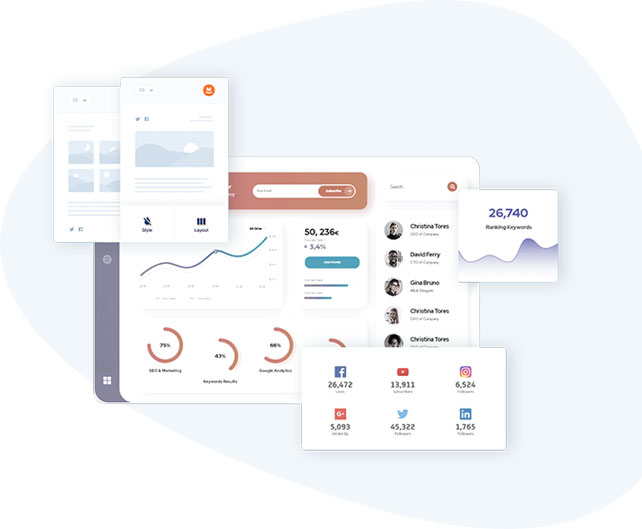 Style
Layout
Your Email
Subscribe
50, 236€
+ 3,4%
Search..
Christina Tores
CEO of Company
David Ferry
CTO of Company
Gina Bruno
M&A Designer
Christina Tores
CEO of Company
Christina Tores
26,740
Ranking Keywords
75%
SEO & Marketing
43%
Keywords Results
66%
Google Analytics
26,472
Likes
13,911
Subscribers
6,524
Followers
5,093
Circled By
45,322
Followers
1,765
Followers